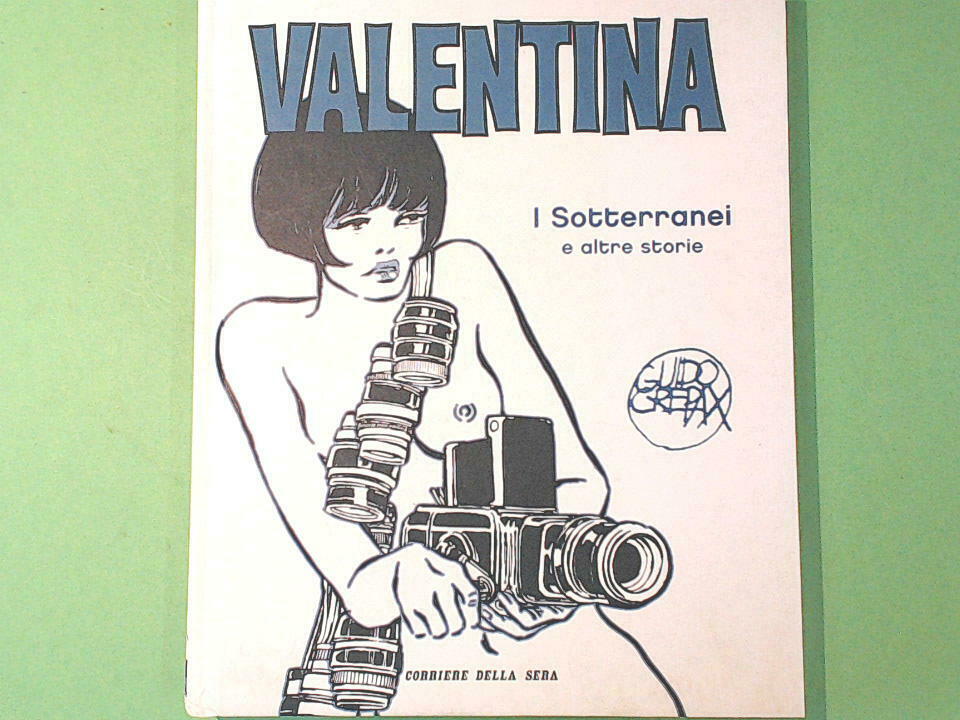 VALENTINA
I Sotterranei
e altre storie
GUIDO
CREPAX
CORRIERE DELLA SERA